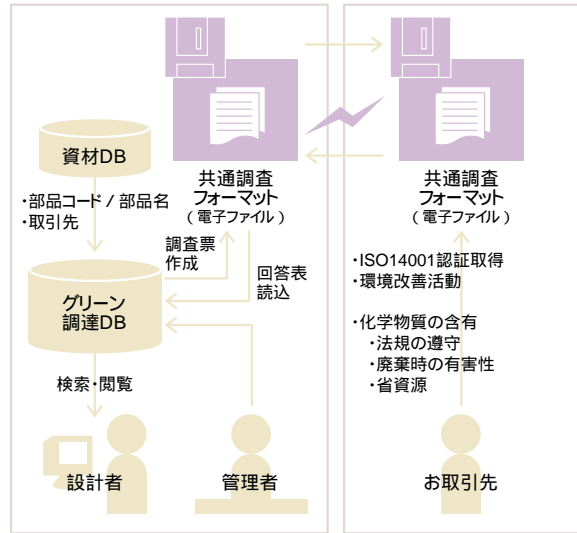 資材DB
・部品コード / 部品名
・取引先
共通調査
フォーマット
(電子ファイル)
調査票
作成
回答表
読込
グリーン
調達DB
検索・閲覧
設計者
管理者
共通調査
フォーマット
(電子ファイル)
・ISO14001認証取得
・環境改善活動
・化学物質の含有
・法規の遵守
・廃棄時の有害性
・省資源
お取引先